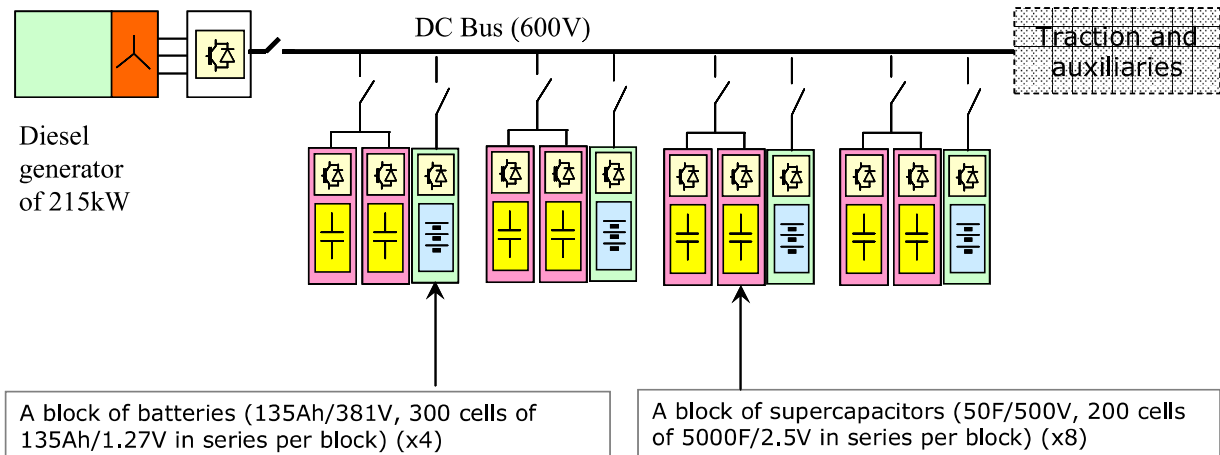 DC Bus (600V)
Traction and
auxiliaries
Diesel
generator
of 215kW
A block of batteries (135Ah/381V, 300 cells of
135Ah/1.27V in series per block) (x4)
A block of supercapacitors (50F/500V, 200 cells
of 5000F/2.5V in series per block) (x8)